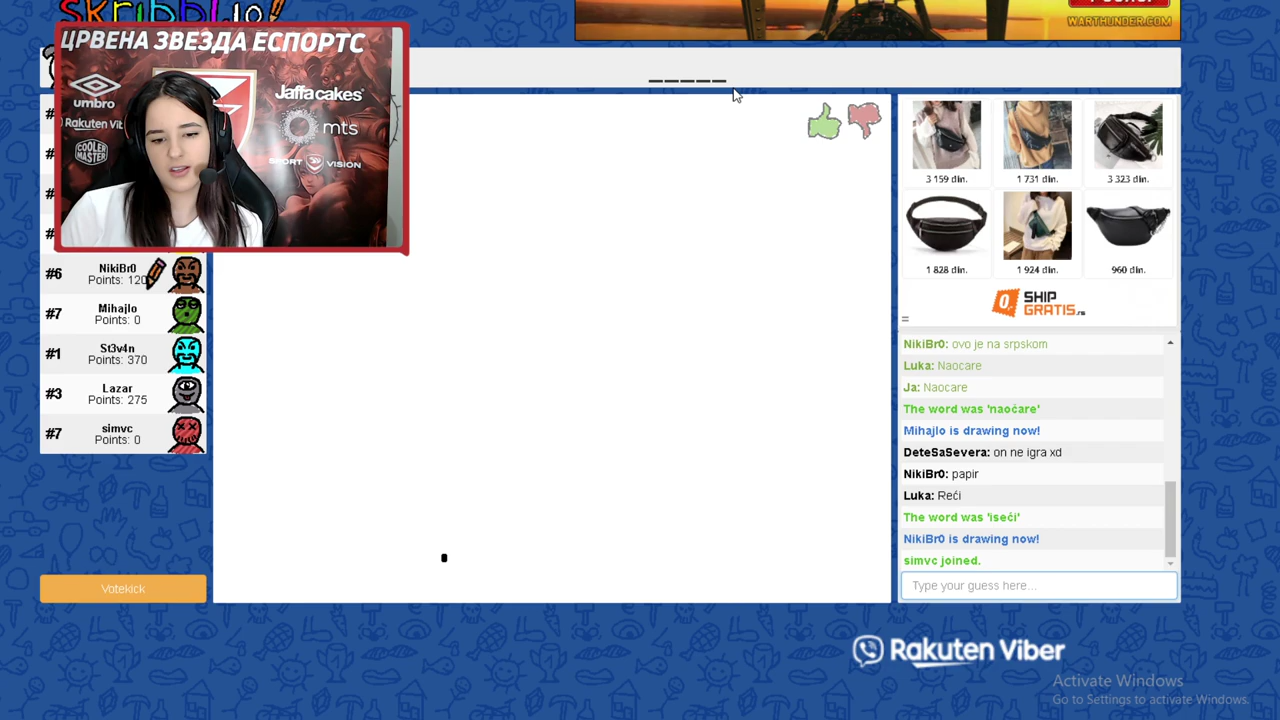 skribbl.io!
WARTHUNDER.COM
ЦРВЕНА ЗВЕЗДА ЕСПОРТС
umbro
Jaffa cakes
Rakuten Vib
mts
COOLER MASTER
SPORT VISION
_____
#
#
#
#
#6 NikiBr0
Points: 120
#7 Mihajlo
Points: 0
#1 St3v4n
Points: 370
#3 Lazar
Points: 275
#7 simvc
Points: 0
Votekick
3 159 din. 1 731 din. 3 323 din.
1 828 din. 1 924 din. 960 din.
SHIP
GRATIS.rs
NikiBr0: ovo je na srpskom
Luka: Naocare
Ja: Naocare
The word was 'naočare'
Mihajlo is drawing now!
DeteSaSevera: on ne igra xd
NikiBr0: papir
Luka: Reći
The word was 'iseći'
NikiBr0 is drawing now!
simvc joined.
Type your guess here...
Rakuten Viber
Activate Windows
Go to Settings to activate Windows.